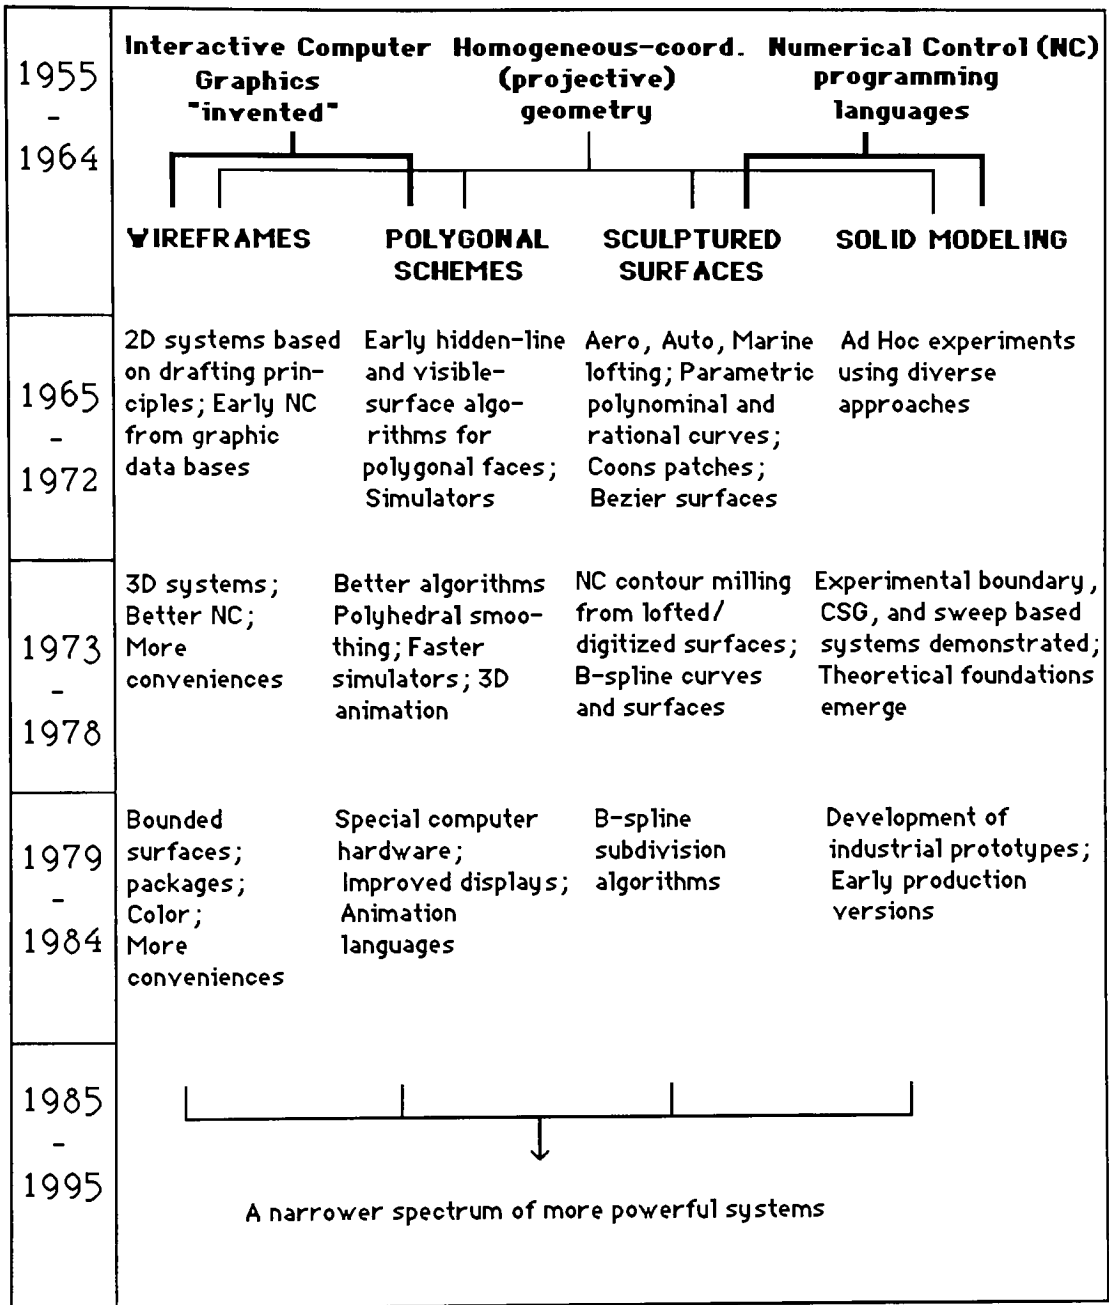 1955
-
1964
Interactive Computer
Graphics
"invented"
Homogeneous-coord.
(projective)
geometry
Numerical Control (NC)
programming
languages
WIREFRAMES
POLYGONAL
SCHEMES
SCULPTURED
SURFACES
SOLID MODELING
1965
-
1972
2D systems based
on drafting prin-
ciples; Early NC
from graphic
data bases
Early hidden-line
and visible-
surface algo-
rithms for
polygonal faces;
Simulators
Aero, Auto, Marine
lofting; Parametric
polynominal and
rational curves;
Coons patches;
Bezier surfaces
Ad Hoc experiments
using diverse
approaches
1973
-
1978
3D systems;
Better NC;
More
conveniences
Better algorithms
Polyhedral smoo-
thing; Faster
simulators; 3D
animation
NC contour milling
from lofted/
digitized surfaces;
B-spline curves
and surfaces
Experimental boundary,
CSG, and sweep based
systems demonstrated;
Theoretical foundations
emerge
1979
-
1984
Bounded
surfaces;
packages;
Color;
More
conveniences
Special computer
hardware;
Improved displays;
Animation
languages
B-spline
subdivision
algorithms
Development of
industrial prototypes;
Early production
versions
1985
-
1995
A narrower spectrum of more powerful systems